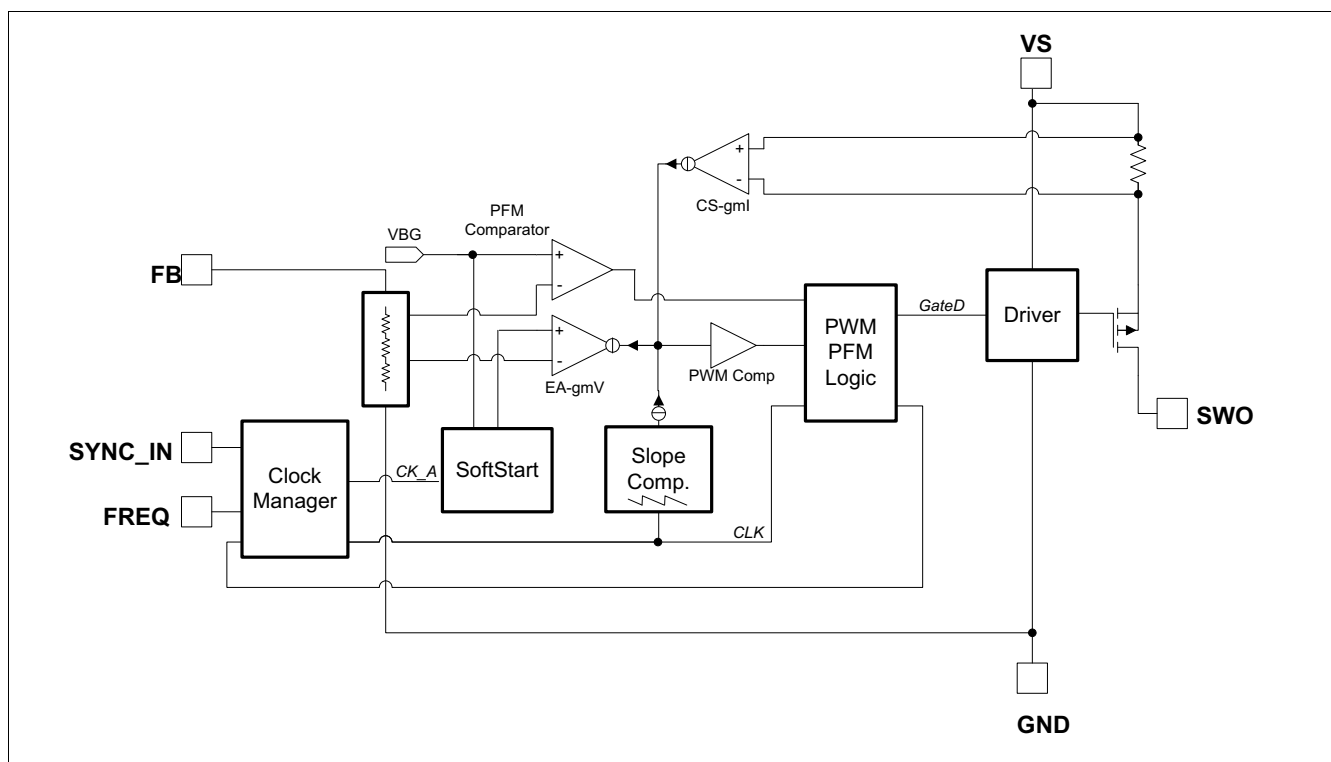 VS
+
-
CS-gmI
PFM
Comparator
VBG
+
-
FB
GateD
Driver
PWM
PFM
Logic
+
-
EA-gmV
PWM Comp
SWO
SYNC_IN
Clock
Manager
CK_A
SoftStart
Slope
Comp.
FREQ
CLK
GND